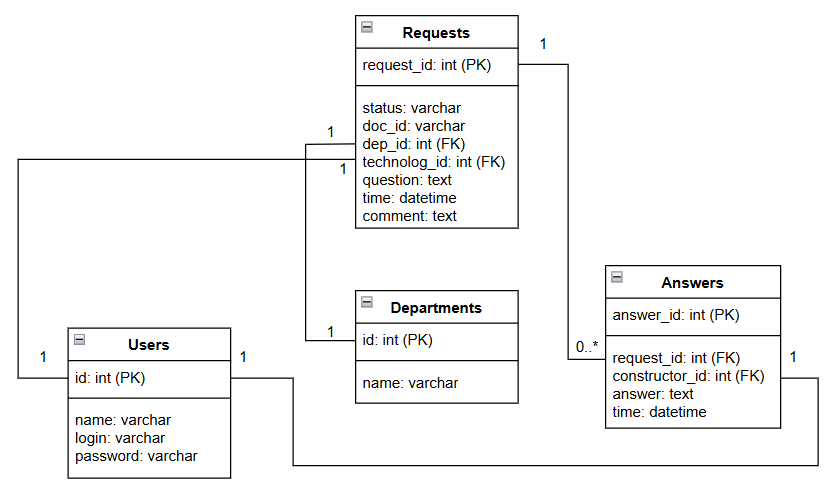 Requests
request_id: int (PK)
status: varchar
doc_id: varchar
dep_id: int (FK)
technolog_id: int (FK)
question: text
time: datetime
comment: text
1
1
1
Departments
id: int (PK)
name: varchar
1
Users
id: int (PK)
name: varchar
login: varchar
password: varchar
1
1
Answers
answer_id: int (PK)
request_id: int (FK)
constructor_id: int (FK)
answer: text
time: datetime
0..*
1